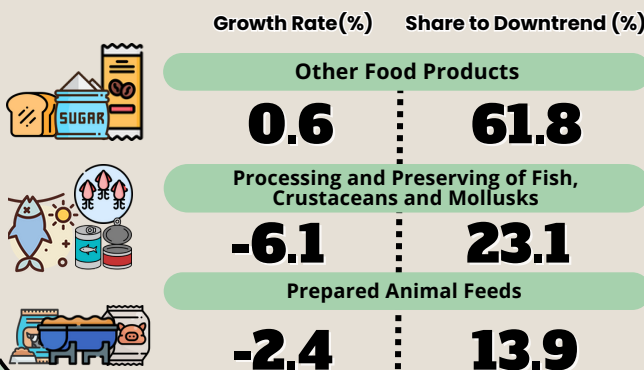 Growth Rate(%) Share to Downtrend (%)
Other Food Products
SUGAR
0.6 61.8
Processing and Preserving of Fish,
Crustaceans and Mollusks
-6.1 23.1
Prepared Animal Feeds
-2.4 13.9